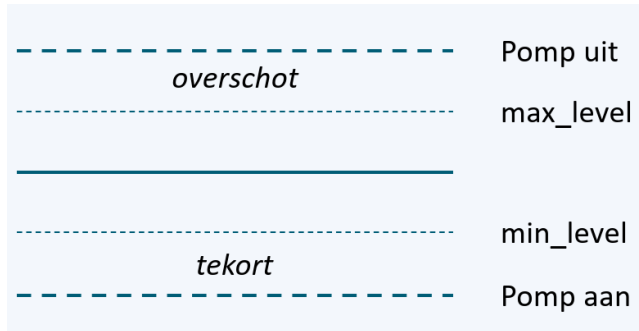 Pomp uit
overschot
max_level
min_level
tekort
Pomp aan